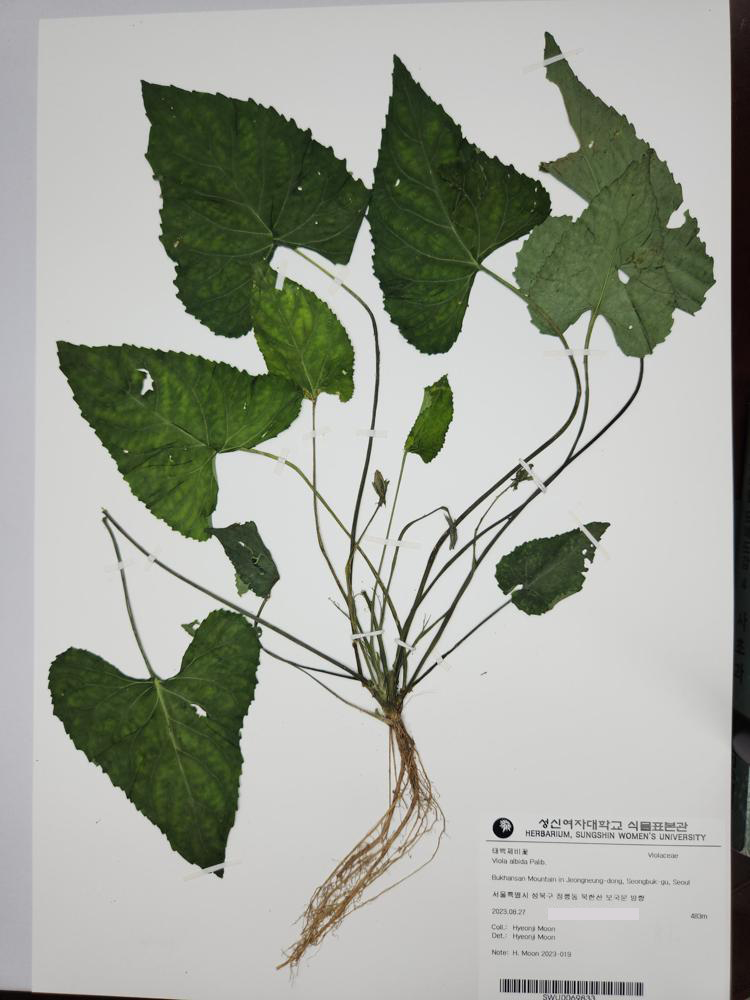 성신여자대학교 식물표본관
HERBARIUM, SUNGSHIN WOMEN'S UNIVERSITY
태백제비꽃
Violaceae
Viola albida Palib.
Bukhansan Mountain in Jeongneung-dong, Seongbuk-gu, Seoul
서울특별시 성북구 정릉동 북한산 보국문 방향
2023.08.27
483m
Coll.: Hyeonji Moon
Det.: Hyeonji Moon
Note: H. Moon 2023-019
SWU0069833